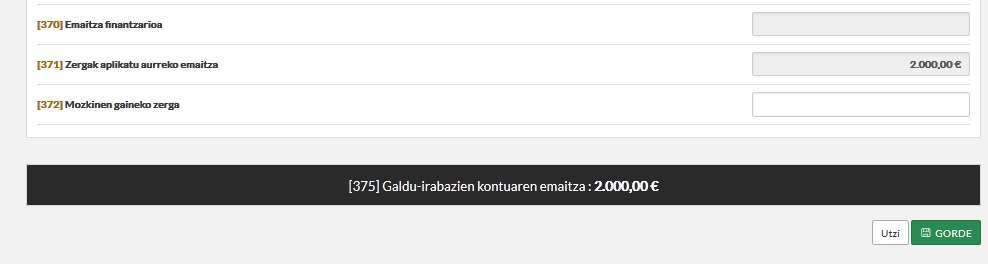 [370] Emaitza finantzarioa
[371] Zergak aplikatu aurreko emaitza 2.000,00 €
[372] Mozkinen gaineko zerga
[375] Galdu-irabazien kontuaren emaitza : 2.000,00 €
Utzi GORDE